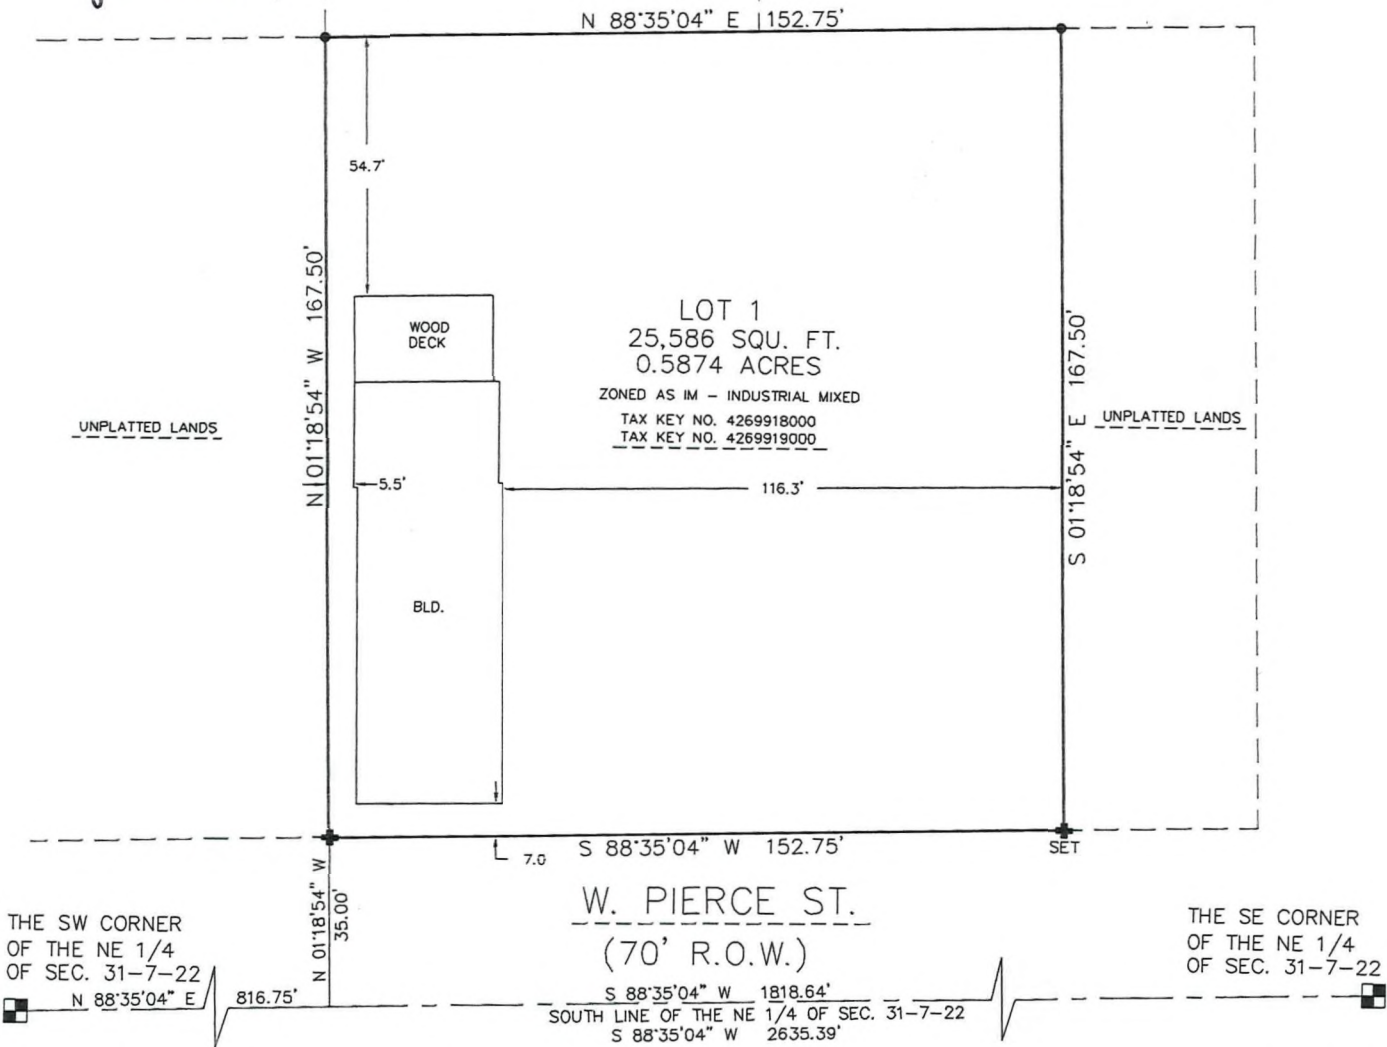 N 88°35'04" E 152.75'
54.7'
N 01°18'54" W 167.50'
WOOD
DECK
LOT 1
25,586 SQU. FT.
0.5874 ACRES
ZONED AS IM - INDUSTRIAL MIXED
TAX KEY NO. 4269918000
TAX KEY NO. 4269919000
S 01°18'54" E 167.50'
UNPLATTED LANDS
UNPLATTED LANDS
5.5'
116.3'
BLD.
7.0
S 88°35'04" W 152.75'
SET
N 01°18'54" W
35.00'
W. PIERCE ST.
(70' R.O.W.)
THE SW CORNER
OF THE NE 1/4
OF SEC. 31-7-22
THE SE CORNER
OF THE NE 1/4
OF SEC. 31-7-22
N 88°35'04" E 816.75'
S 88°35'04" W 1818.64'
SOUTH LINE OF THE NE 1/4 OF SEC. 31-7-22
S 88°35'04" W 2635.39'